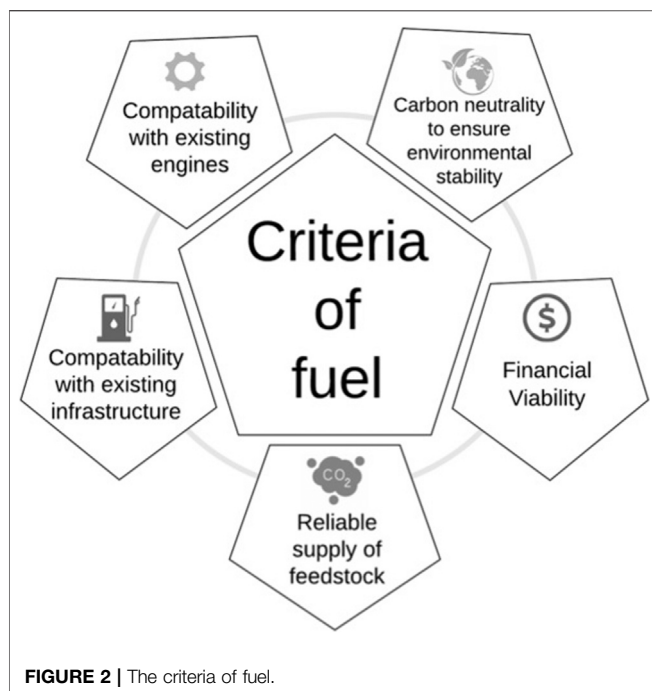 Compatability
with existing
engines
Carbon neutrality
to ensure
environmental
stability
Criteria
of
fuel
Compatability
with existing
infrastructure
$
Financial
Viability
CO2
Reliable
supply of
feedstock
FIGURE 2 | The criteria of fuel.